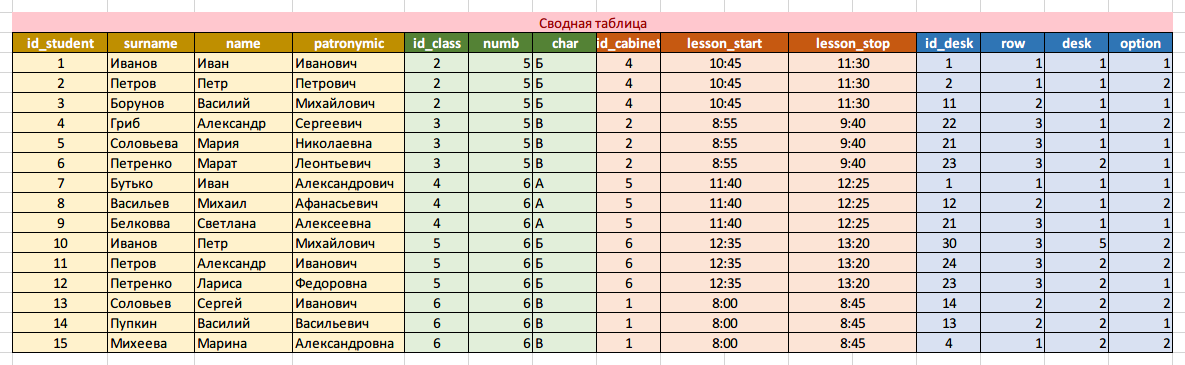 Сводная таблица
id_student surname name patronymic id_class numb char id_cabinet lesson_start lesson_stop id_desk row desk option
1 Иванов Иван Иванович 2 5 Б 4 10:45 11:30 1 1 1 1
2 Петров Петр Петрович 2 5 Б 4 10:45 11:30 2 1 1 2
3 Борунов Василий Михайлович 2 5 Б 4 10:45 11:30 11 2 1 1
4 Гриб Александр Сергеевич 3 5 В 2 8:55 9:40 22 3 1 2
5 Соловьева Мария Николаевна 3 5 В 2 8:55 9:40 21 3 1 1
6 Петренко Марат Леонтьевич 3 5 В 2 8:55 9:40 23 3 2 1
7 Бутько Иван Александрович 4 6 А 5 11:40 12:25 1 1 1 1
8 Васильев Михаил Афанасьевич 4 6 А 5 11:40 12:25 12 2 1 2
9 Белковва Светлана Алексеевна 4 6 А 5 11:40 12:25 21 3 1 1
10 Иванов Петр Михайлович 5 6 Б 6 12:35 13:20 30 3 5 2
11 Петров Александр Иванович 5 6 Б 6 12:35 13:20 24 3 2 2
12 Петренко Лариса Федоровна 5 6 Б 6 12:35 13:20 23 3 2 1
13 Соловьев Сергей Иванович 6 6 В 1 8:00 8:45 14 2 2 2
14 Пупкин Василий Васильевич 6 6 В 1 8:00 8:45 13 2 2 1
15 Михеева Марина Александровна 6 6 В 1 8:00 8:45 4 1 2 2